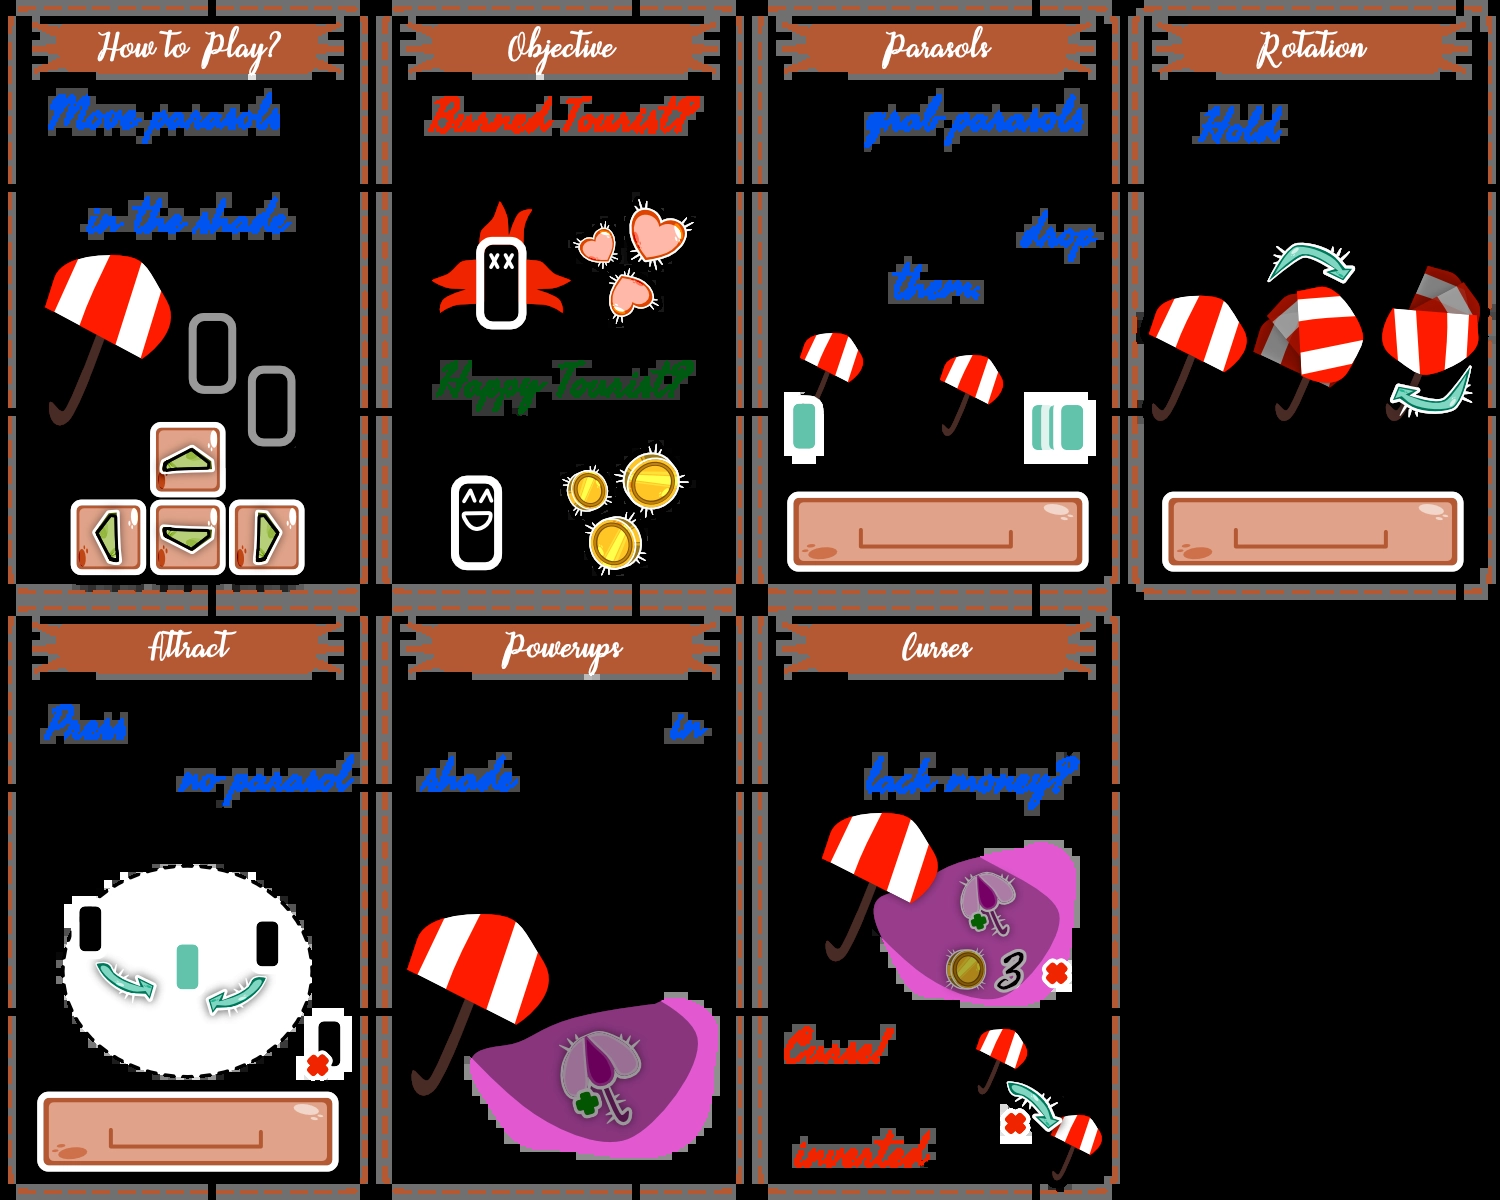 How to Play?
Move parasols
in the shade
Objective
Burned Tourist?
Happy Tourist?
Parasols
grab parasols
drop
them.
Rotation
Hold
Attract
Press
no parasol
Powerups
in
shade
Curses
lack money?
3
Curse!
inverted